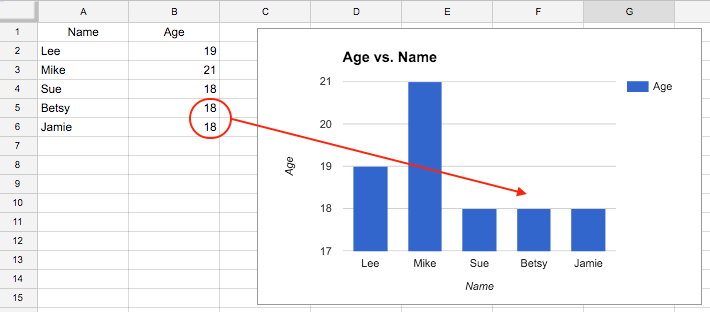 A B C D E F G
1 Name Age
2 Lee 19
3 Mike 21
4 Sue 18
5 Betsy 18
6 Jamie 18
7
8
9
10
11
12
13
14
15
Age vs. Name
21
20
19
18
17
Age
Lee Mike Sue Betsy Jamie
Name
Age